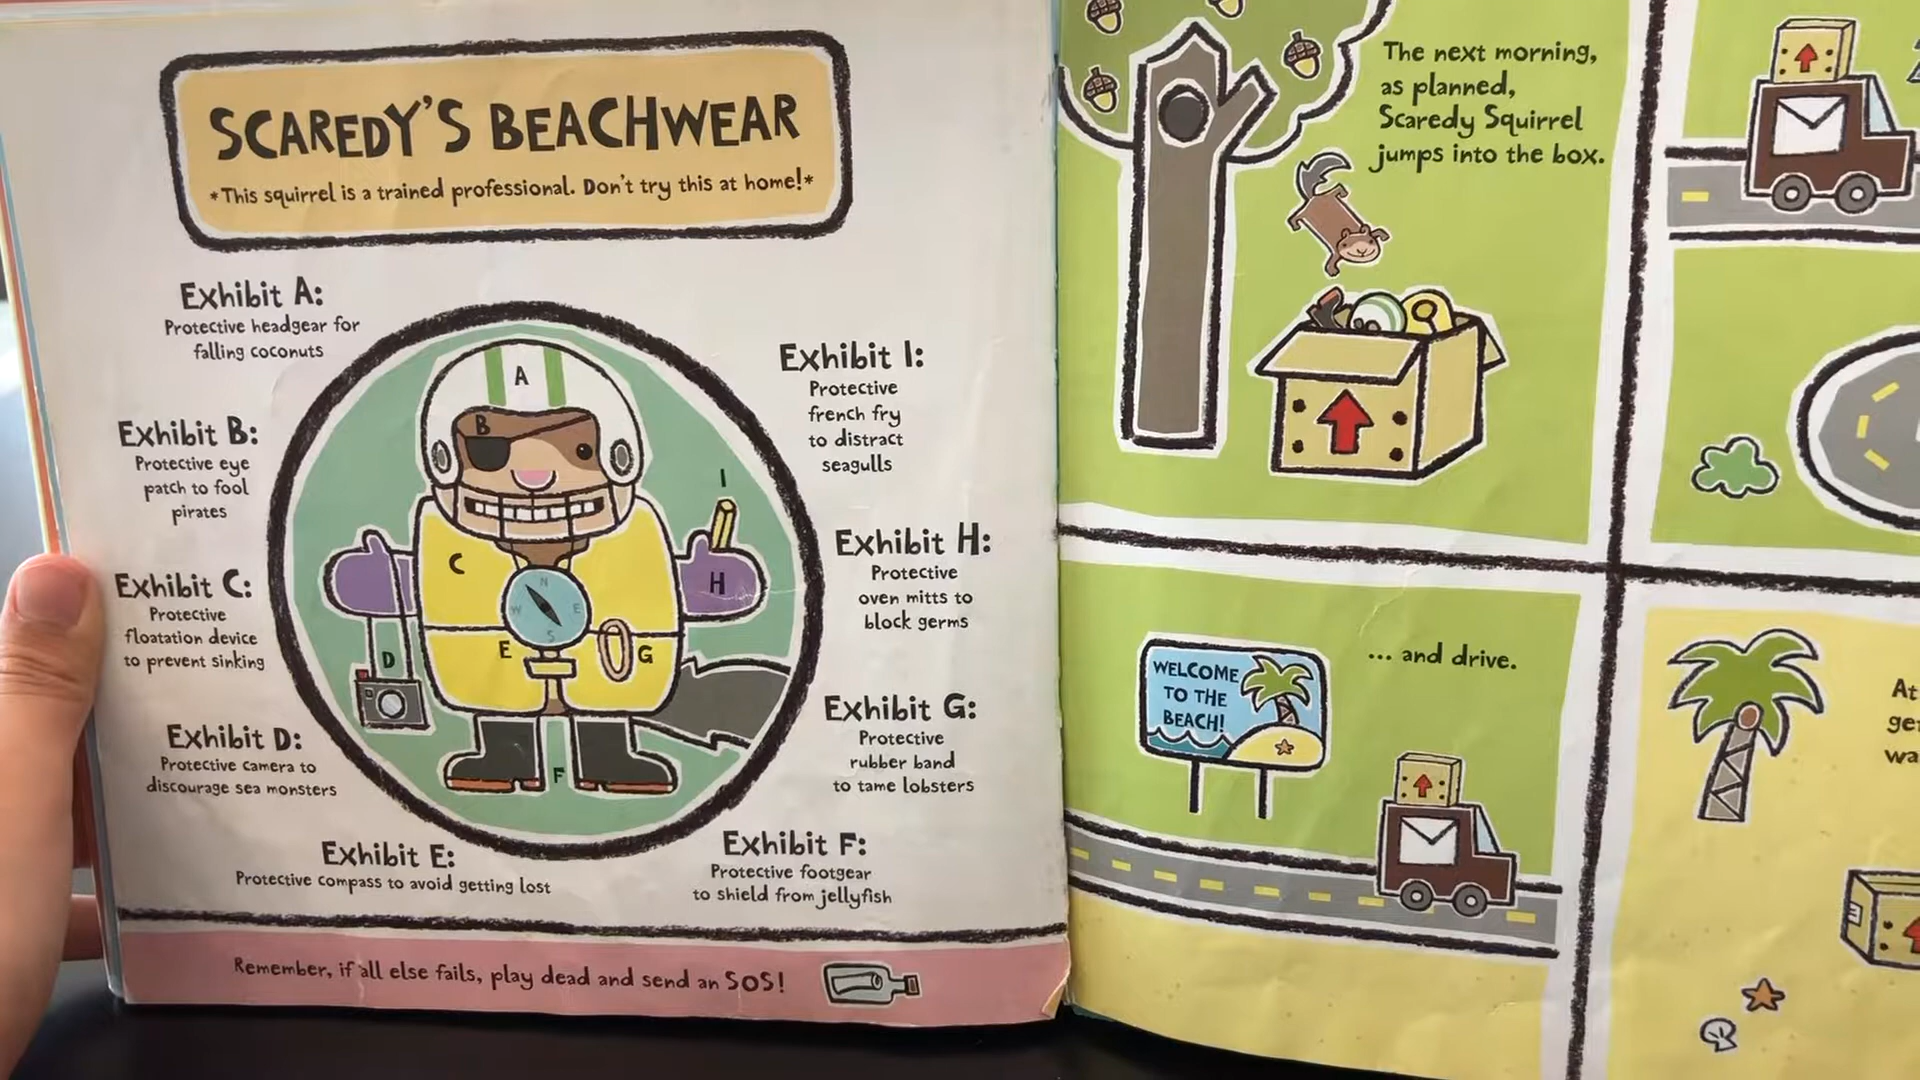 SCAREDY'S BEACHWEAR
*This squirrel is a trained professional. Don't try this at home!*
Exhibit A:
Protective headgear for
falling coconuts
Exhibit B:
Protective eye
patch to fool
pirates
Exhibit C:
Protective
floatation device
to prevent sinking
Exhibit D:
Protective camera to
discourage sea monsters
Exhibit E:
Protective compass to avoid getting lost
Exhibit F:
Protective footgear
to shield from jellyfish
Exhibit G:
Protective
rubber band
to tame lobsters
Exhibit H:
Protective
oven mitts to
block germs
Exhibit I:
Protective
french fry
to distract
seagulls
A
B
C
D
E
F
G
H
I
N
W E
S
Remember, if all else fails, play dead and send an SOS!
The next morning,
as planned,
Scaredy Squirrel
jumps into the box.
... and drive.
WELCOME
TO THE
BEACH!
At